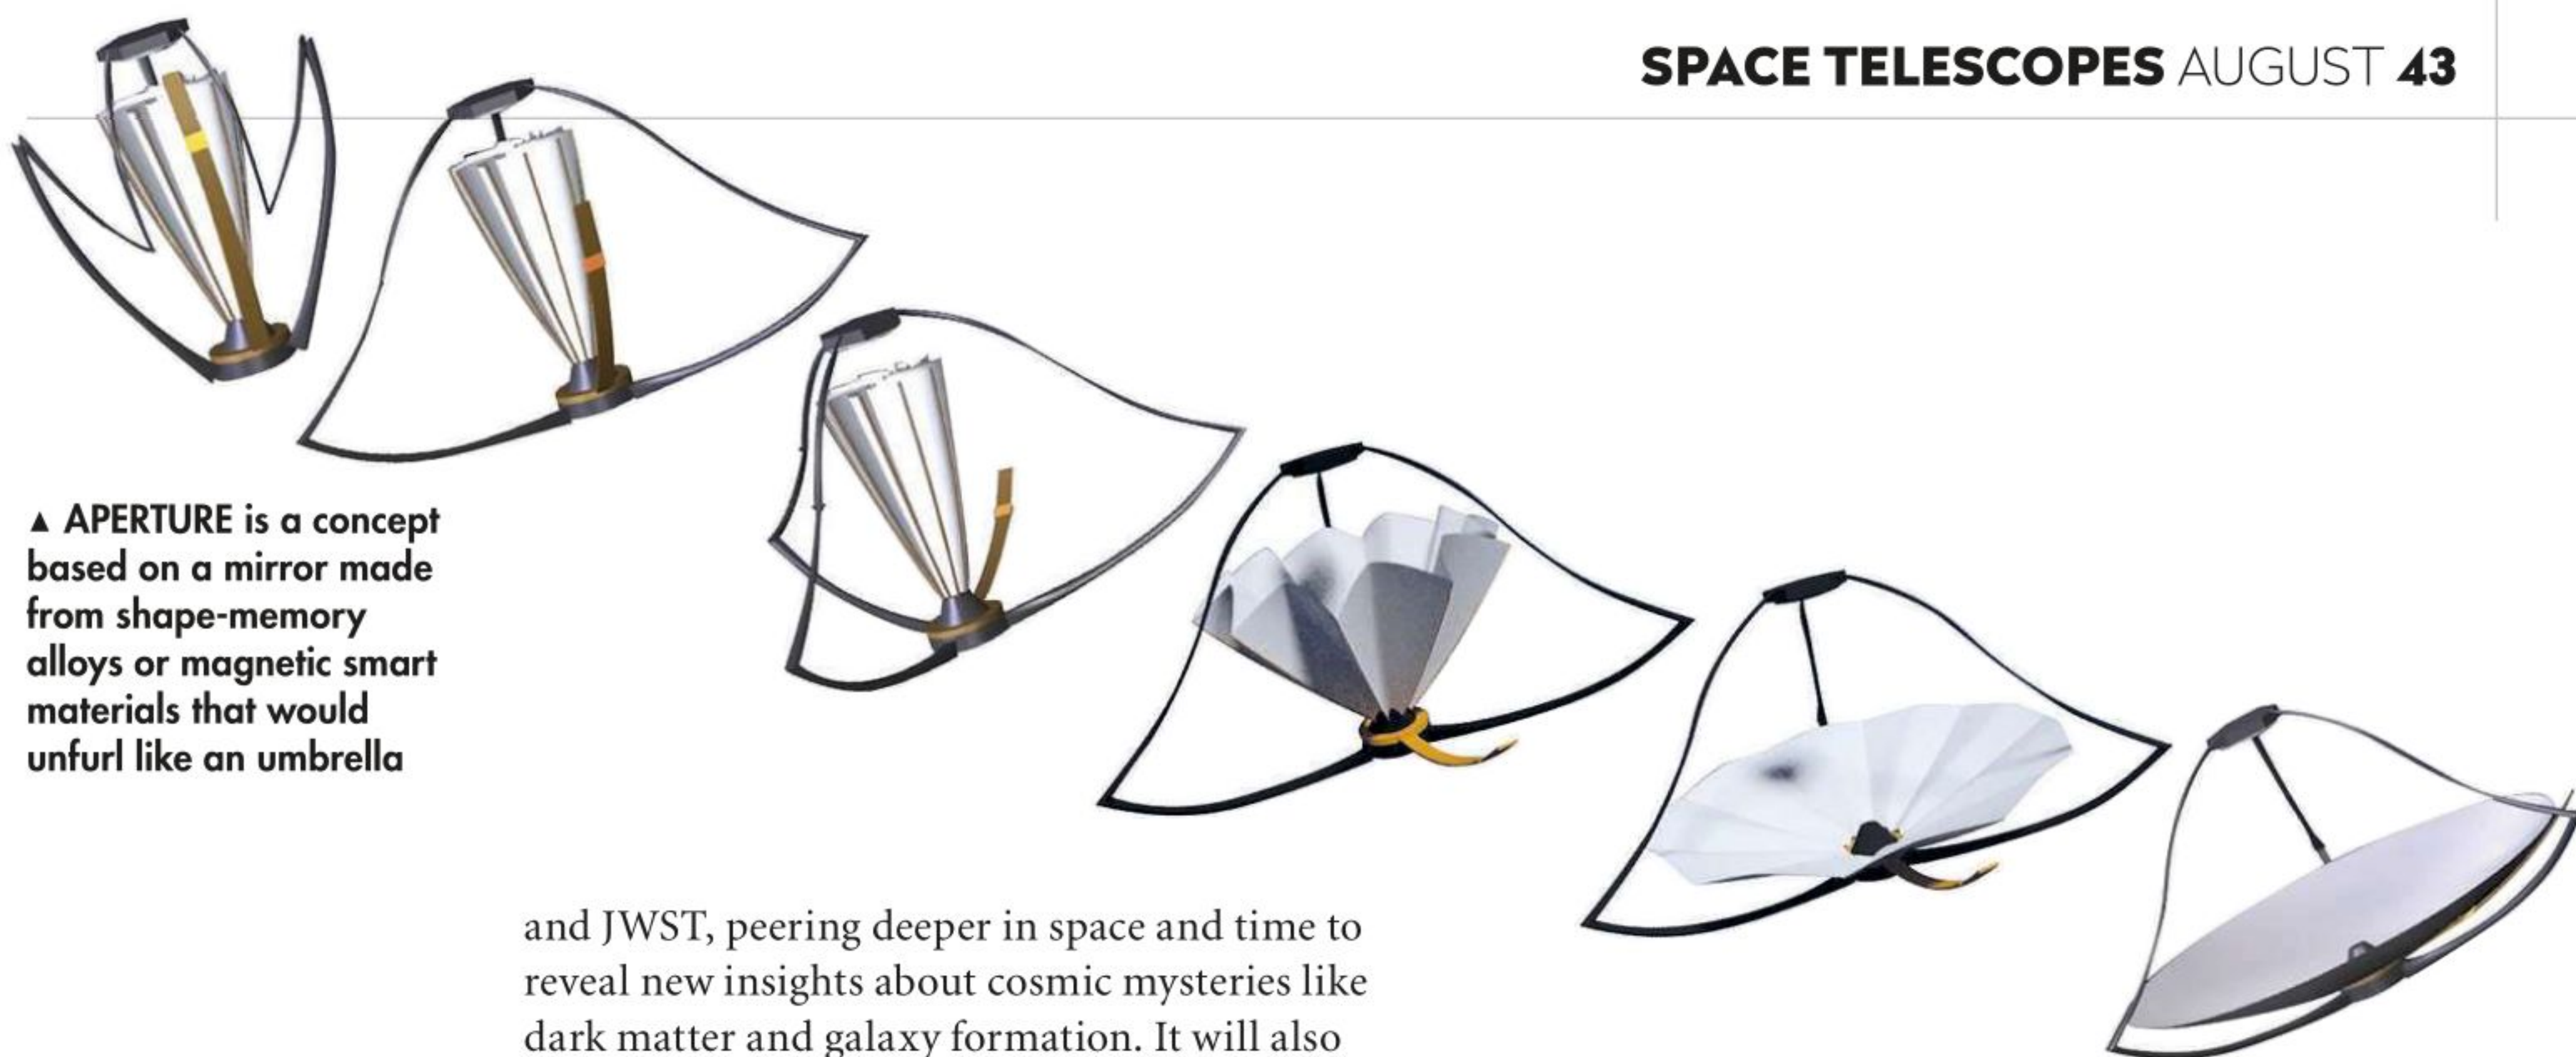 SPACE TELESCOPES AUGUST 43
▲ APERTURE is a concept
based on a mirror made
from shape-memory
alloys or magnetic smart
materials that would
unfurl like an umbrella
and JWST, peering deeper in space and time to
reveal new insights about cosmic mysteries like
dark matter and galaxy formation. It will also